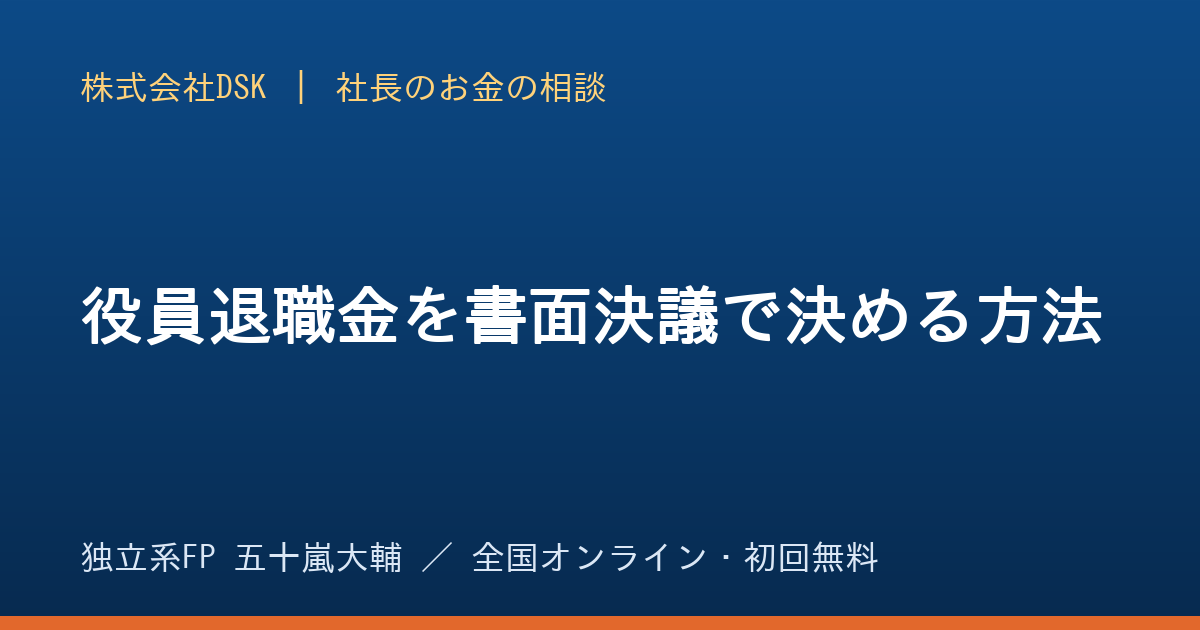 株式会社DSK ｜ 社長のお金の相談
役員退職金を書面決議で決める方法
独立系FP 五十嵐大輔 ／ 全国オンライン・初回無料